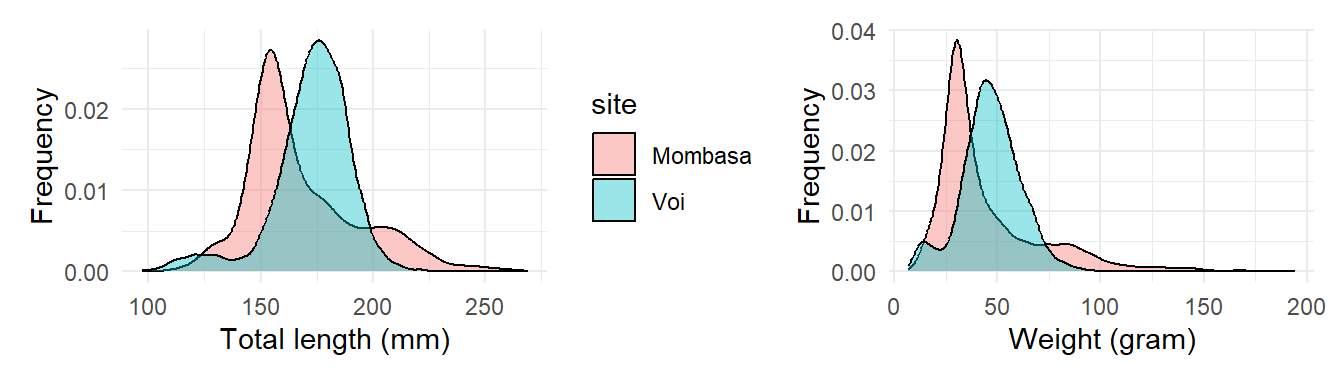 Frequency
0.02
0.01
0.00
100 150 200 250
Total length (mm)
site
Mombasa
Voi
Frequency
0.04
0.03
0.02
0.01
0.00
0 50 100 150 200
Weight (gram)